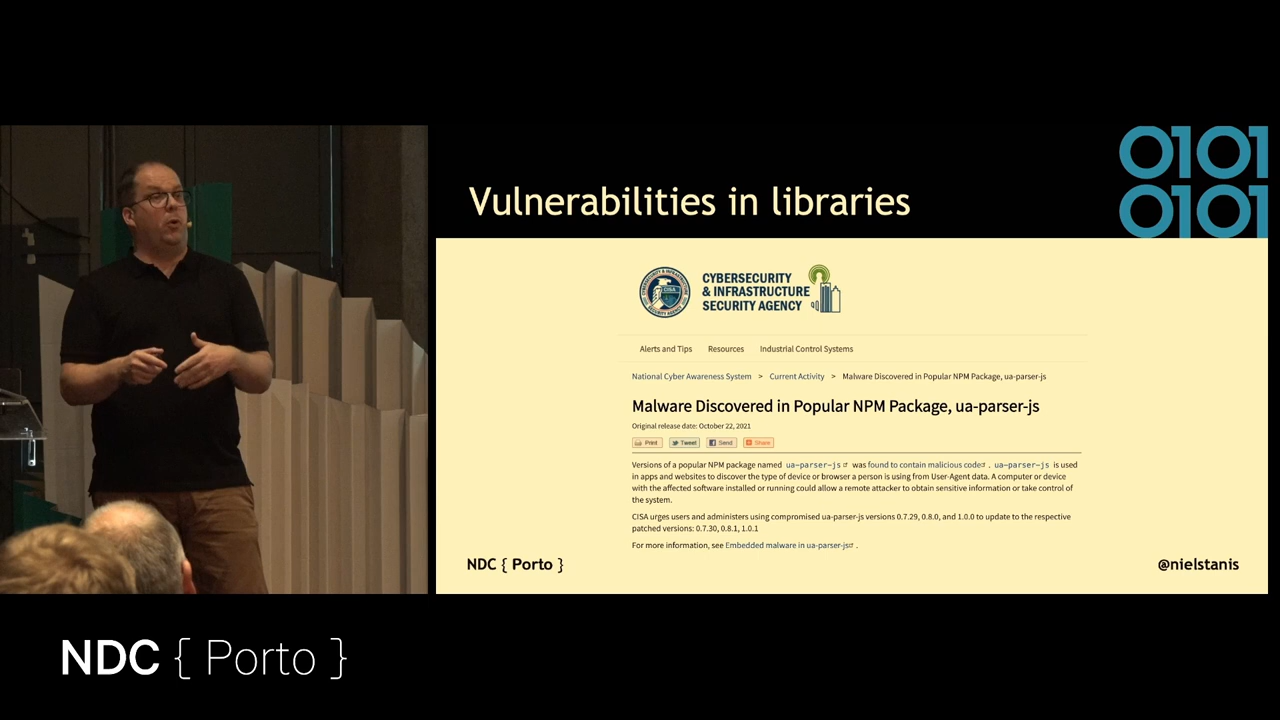 0101
0101
Vulnerabilities in libraries
CYBERSECURITY
& INFRASTRUCTURE
SECURITY AGENCY
CISA
Alerts and Tips Resources Industrial Control Systems
National Cyber Awareness System > Current Activity > Malware Discovered in Popular NPM Package, ua-parser-js
Malware Discovered in Popular NPM Package, ua-parser-js
Original release date: October 22, 2021
Print Tweet Send Share
Versions of a popular NPM package named ua-parser-js was found to contain malicious code. ua-parser-js is used
in apps and websites to discover the type of device or browser a person is using from User-Agent data. A computer or device
with the affected software installed or running could allow a remote attacker to obtain sensitive information or take control of
the system.
CISA urges users and administers using compromised ua-parser-js versions 0.7.29, 0.8.0, and 1.0.0 to update to the respective
patched versions: 0.7.30, 0.8.1, 1.0.1
For more information, see Embedded malware in ua-parser-js.
NDC { Porto }
@nielstanis
NDC { Porto }